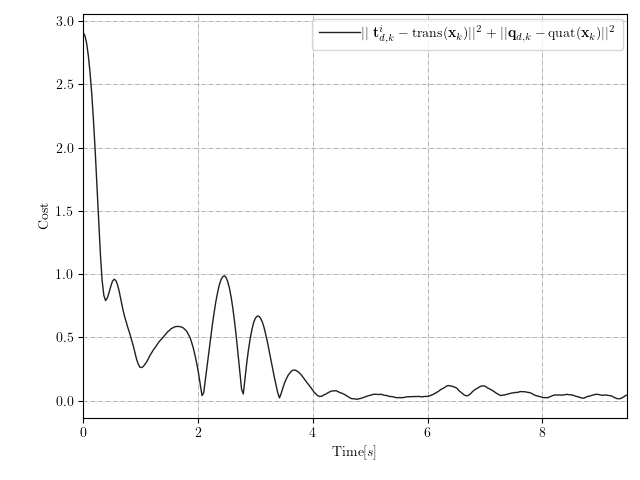 || t^i_{d,k} − trans(x_k)||² + ||q_{d,k} − quat(x_k)||²
3.0
2.5
2.0
1.5
1.0
0.5
0.0
Cost
0 2 4 6 8
Time[s]